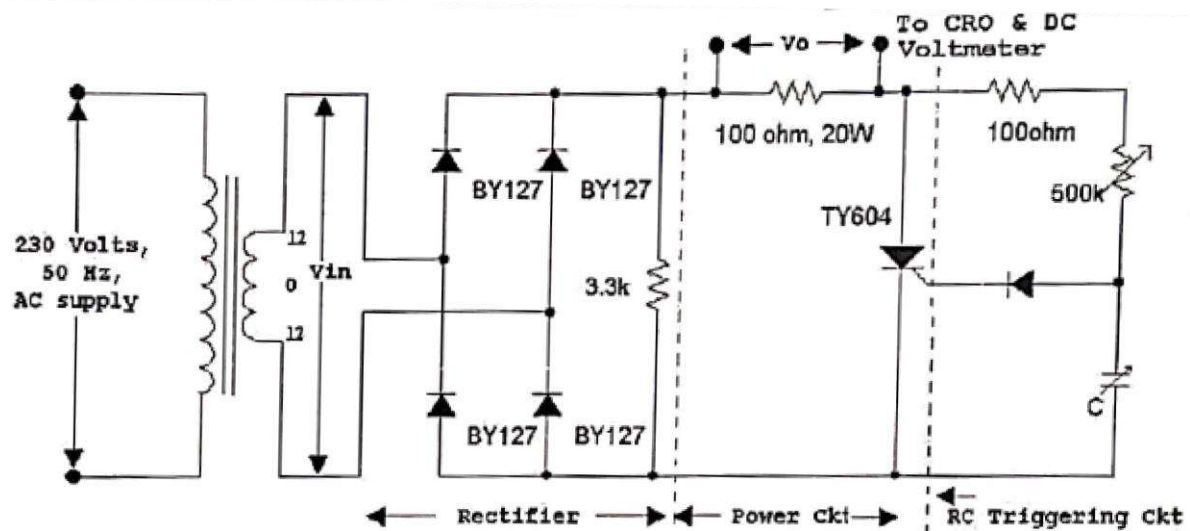 To CRO & DC
Voltmeter
Vo
100 ohm, 20W
100ohm
BY127
BY127
500k
TY604
12
230 Volts,
50 Hz,
AC supply
0
Vin
3.3k
12
C
BY127
BY127
Rectifier
Power Ckt
RC Triggering Ckt